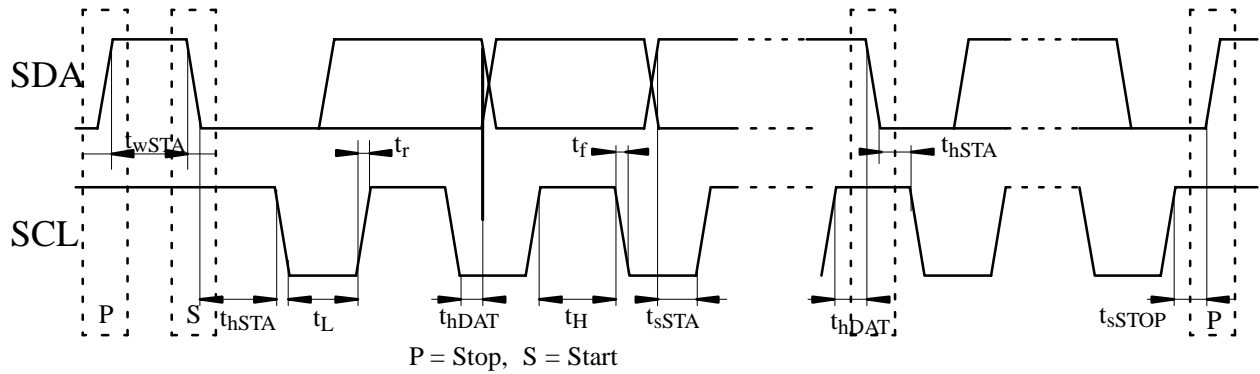 SDA
t_wSTA
t_r
t_f
t_hSTA
SCL
P
S
t_hSTA
t_L
t_hDAT
t_H
t_sSTA
t_hDAT
t_sSTOP
P
P = Stop, S = Start